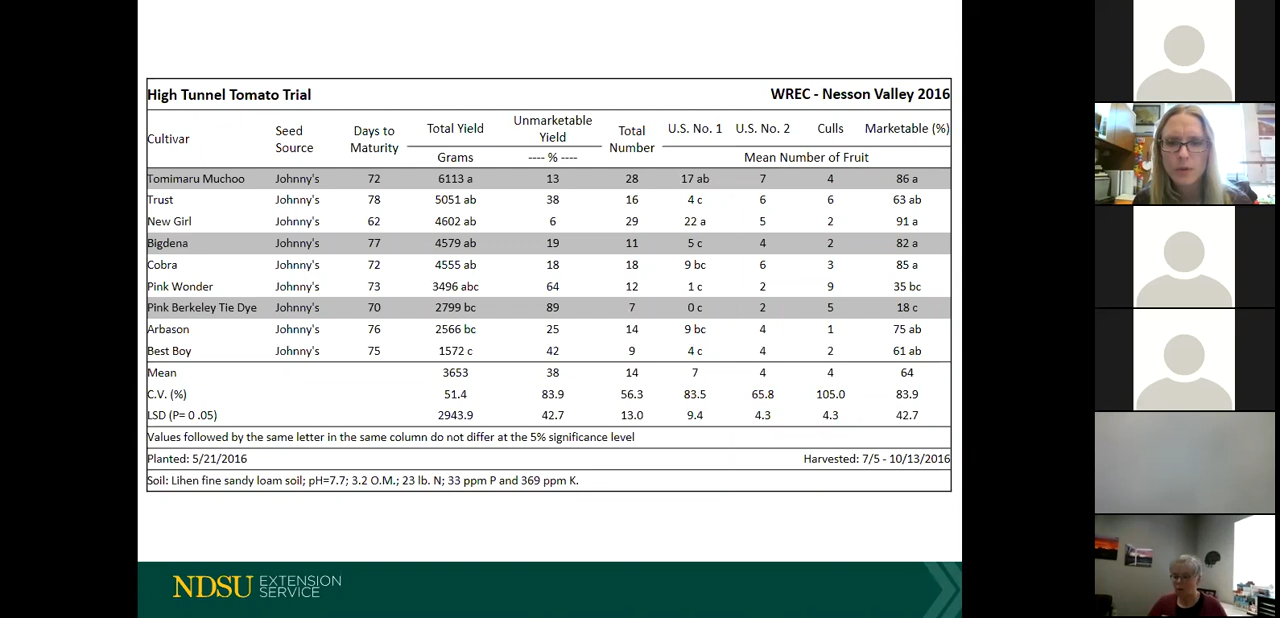 High Tunnel Tomato Trial WREC - Nesson Valley 2016
Cultivar Seed Source Days to Maturity Total Yield Unmarketable Yield Total Number U.S. No. 1 U.S. No. 2 Culls Marketable (%)
Grams ---- % ---- Mean Number of Fruit
Tomimaru Muchoo Johnny's 72 6113 a 13 28 17 ab 7 4 86 a
Trust Johnny's 78 5051 ab 38 16 4 c 6 6 63 ab
New Girl Johnny's 62 4602 ab 6 29 22 a 5 2 91 a
Bigdena Johnny's 77 4579 ab 19 11 5 c 4 2 82 a
Cobra Johnny's 72 4555 ab 18 18 9 bc 6 3 85 a
Pink Wonder Johnny's 73 3496 abc 64 12 1 c 2 9 35 bc
Pink Berkeley Tie Dye Johnny's 70 2799 bc 89 7 0 c 2 5 18 c
Arbason Johnny's 76 2566 bc 25 14 9 bc 4 1 75 ab
Best Boy Johnny's 75 1572 c 42 9 4 c 4 2 61 ab
Mean 3653 38 14 7 4 4 64
C.V. (%) 51.4 83.9 56.3 83.5 65.8 105.0 83.9
LSD (P= 0 .05) 2943.9 42.7 13.0 9.4 4.3 4.3 42.7
Values followed by the same letter in the same column do not differ at the 5% significance level
Planted: 5/21/2016 Harvested: 7/5 - 10/13/2016
Soil: Lihen fine sandy loam soil; pH=7.7; 3.2 O.M.; 23 lb. N; 33 ppm P and 369 ppm K.
NDSU EXTENSION SERVICE